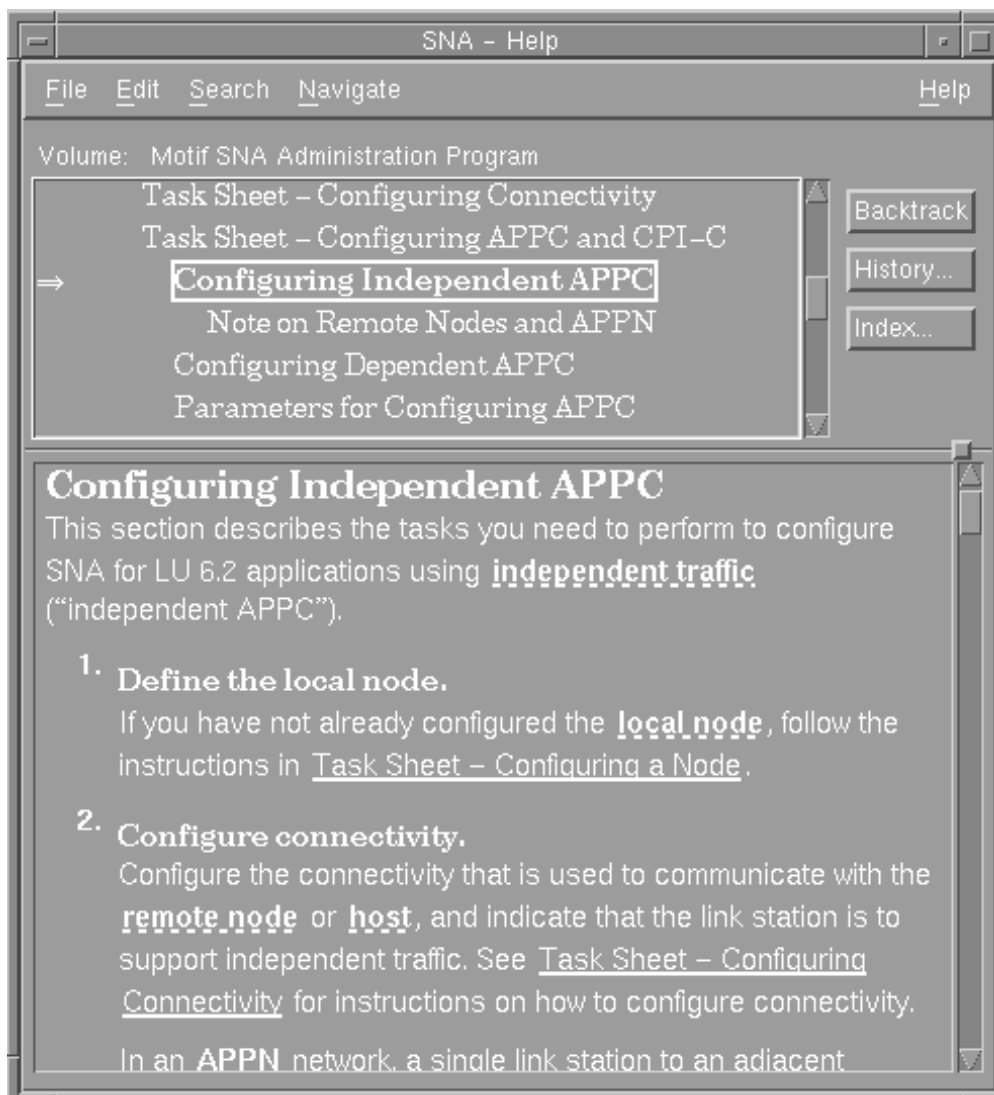 SNA – Help
File Edit Search Navigate Help
Volume: Motif SNA Administration Program
Task Sheet – Configuring Connectivity
Task Sheet – Configuring APPC and CPI–C
⇒ Configuring Independent APPC
Note on Remote Nodes and APPN
Configuring Dependent APPC
Parameters for Configuring APPC
Backtrack
History...
Index...
Configuring Independent APPC
This section describes the tasks you need to perform to configure
SNA for LU 6.2 applications using independent traffic
(“independent APPC”).
1. Define the local node.
If you have not already configured the local node, follow the
instructions in Task Sheet – Configuring a Node.
2. Configure connectivity.
Configure the connectivity that is used to communicate with the
remote node or host, and indicate that the link station is to
support independent traffic. See Task Sheet – Configuring
Connectivity for instructions on how to configure connectivity.
In an APPN network, a single link station to an adjacent